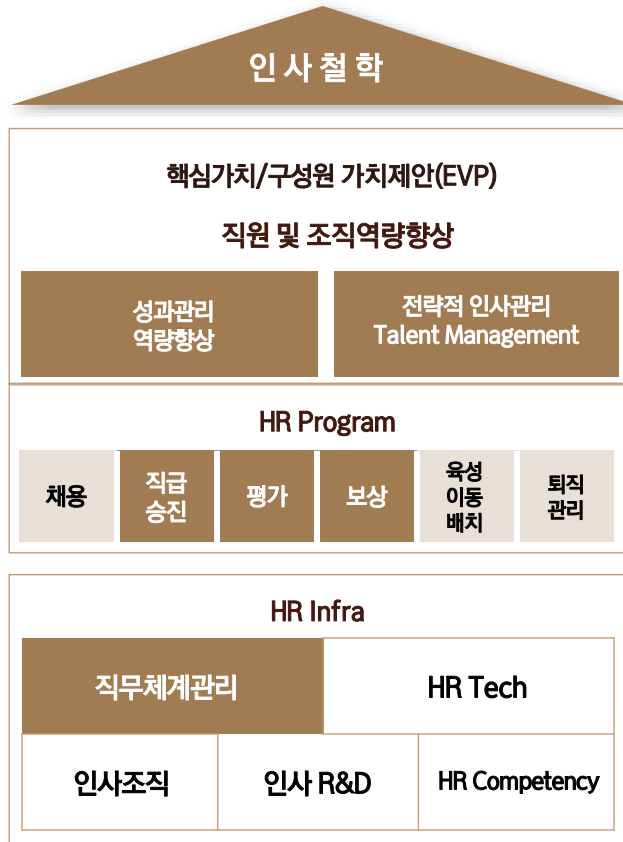 인사철학
핵심가치/구성원 가치제안(EVP)
직원 및 조직역량향상
성과관리
역량향상
전략적 인사관리
Talent Management
HR Program
채용
직급
승진
평가
보상
육성
이동
배치
퇴직
관리
HR Infra
직무체계관리
HR Tech
인사조직
인사 R&D
HR Competency